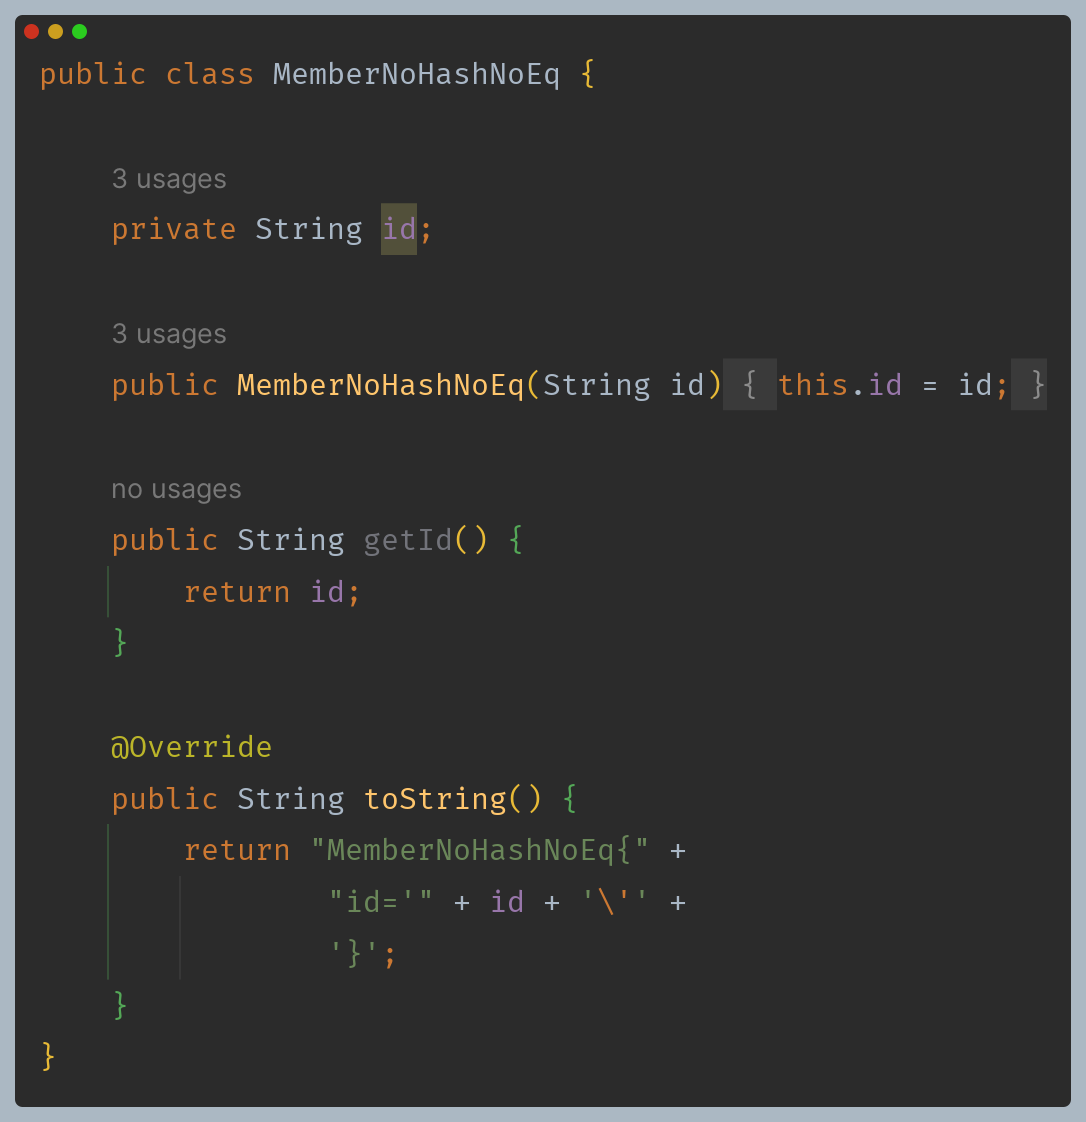 public class MemberNoHashNoEq {
3 usages
private String id;
3 usages
public MemberNoHashNoEq(String id) { this.id = id; }
no usages
public String getId() {
return id;
}
@Override
public String toString() {
return "MemberNoHashNoEq{" +
"id='" + id + '\'' +
'}';
}
}